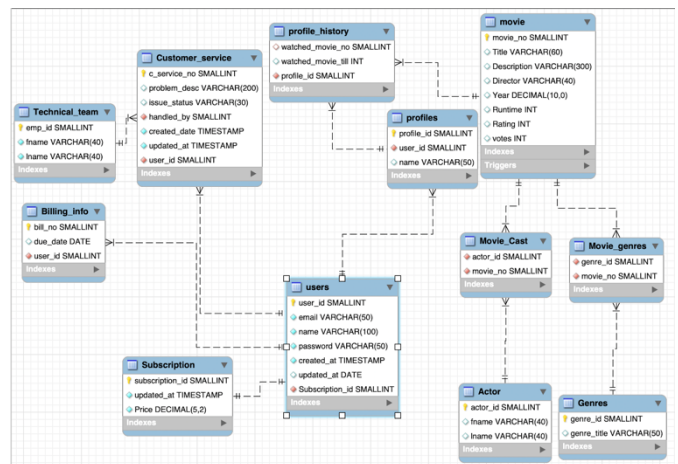 profile_history
watched_movie_no SMALLINT
watched_movie_till INT
profile_id SMALLINT
Indexes
movie
movie_no SMALLINT
Title VARCHAR(60)
Description VARCHAR(300)
Director VARCHAR(40)
Year DECIMAL(10,0)
Runtime INT
Rating INT
votes INT
Indexes
Triggers
Customer_service
c_service_no SMALLINT
problem_desc VARCHAR(200)
issue_status VARCHAR(30)
handled_by SMALLINT
created_date TIMESTAMP
updated_at TIMESTAMP
user_id SMALLINT
Indexes
Technical_team
emp_id SMALLINT
fname VARCHAR(40)
lname VARCHAR(40)
Indexes
profiles
profile_id SMALLINT
user_id SMALLINT
name VARCHAR(50)
Indexes
Billing_info
bill_no SMALLINT
due_date DATE
user_id SMALLINT
Indexes
Movie_Cast
actor_id SMALLINT
movie_no SMALLINT
Indexes
Movie_genres
genre_id SMALLINT
movie_no SMALLINT
Indexes
users
user_id SMALLINT
email VARCHAR(50)
name VARCHAR(100)
password VARCHAR(50)
created_at TIMESTAMP
updated_at DATE
Subscription_id SMALLINT
Indexes
Subscription
subscription_id SMALLINT
updated_at TIMESTAMP
Price DECIMAL(5,2)
Indexes
Actor
actor_id SMALLINT
fname VARCHAR(40)
lname VARCHAR(40)
Indexes
Genres
genre_id SMALLINT
genre_title VARCHAR(50)
Indexes